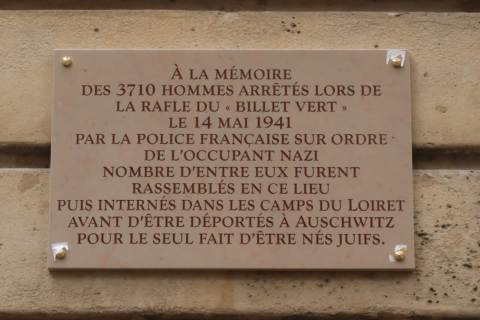 À LA MÉMOIRE
DES 3710 HOMMES ARRÊTÉS LORS DE
LA RAFLE DU « BILLET VERT »
LE 14 MAI 1941
PAR LA POLICE FRANÇAISE SUR ORDRE
DE L'OCCUPANT NAZI
NOMBRE D'ENTRE EUX FURENT
RASSEMBLÉS EN CE LIEU
PUIS INTERNÉS DANS LES CAMPS DU LOIRET
AVANT D'ÊTRE DÉPORTÉS À AUSCHWITZ
POUR LE SEUL FAIT D'ÊTRE NÉS JUIFS.